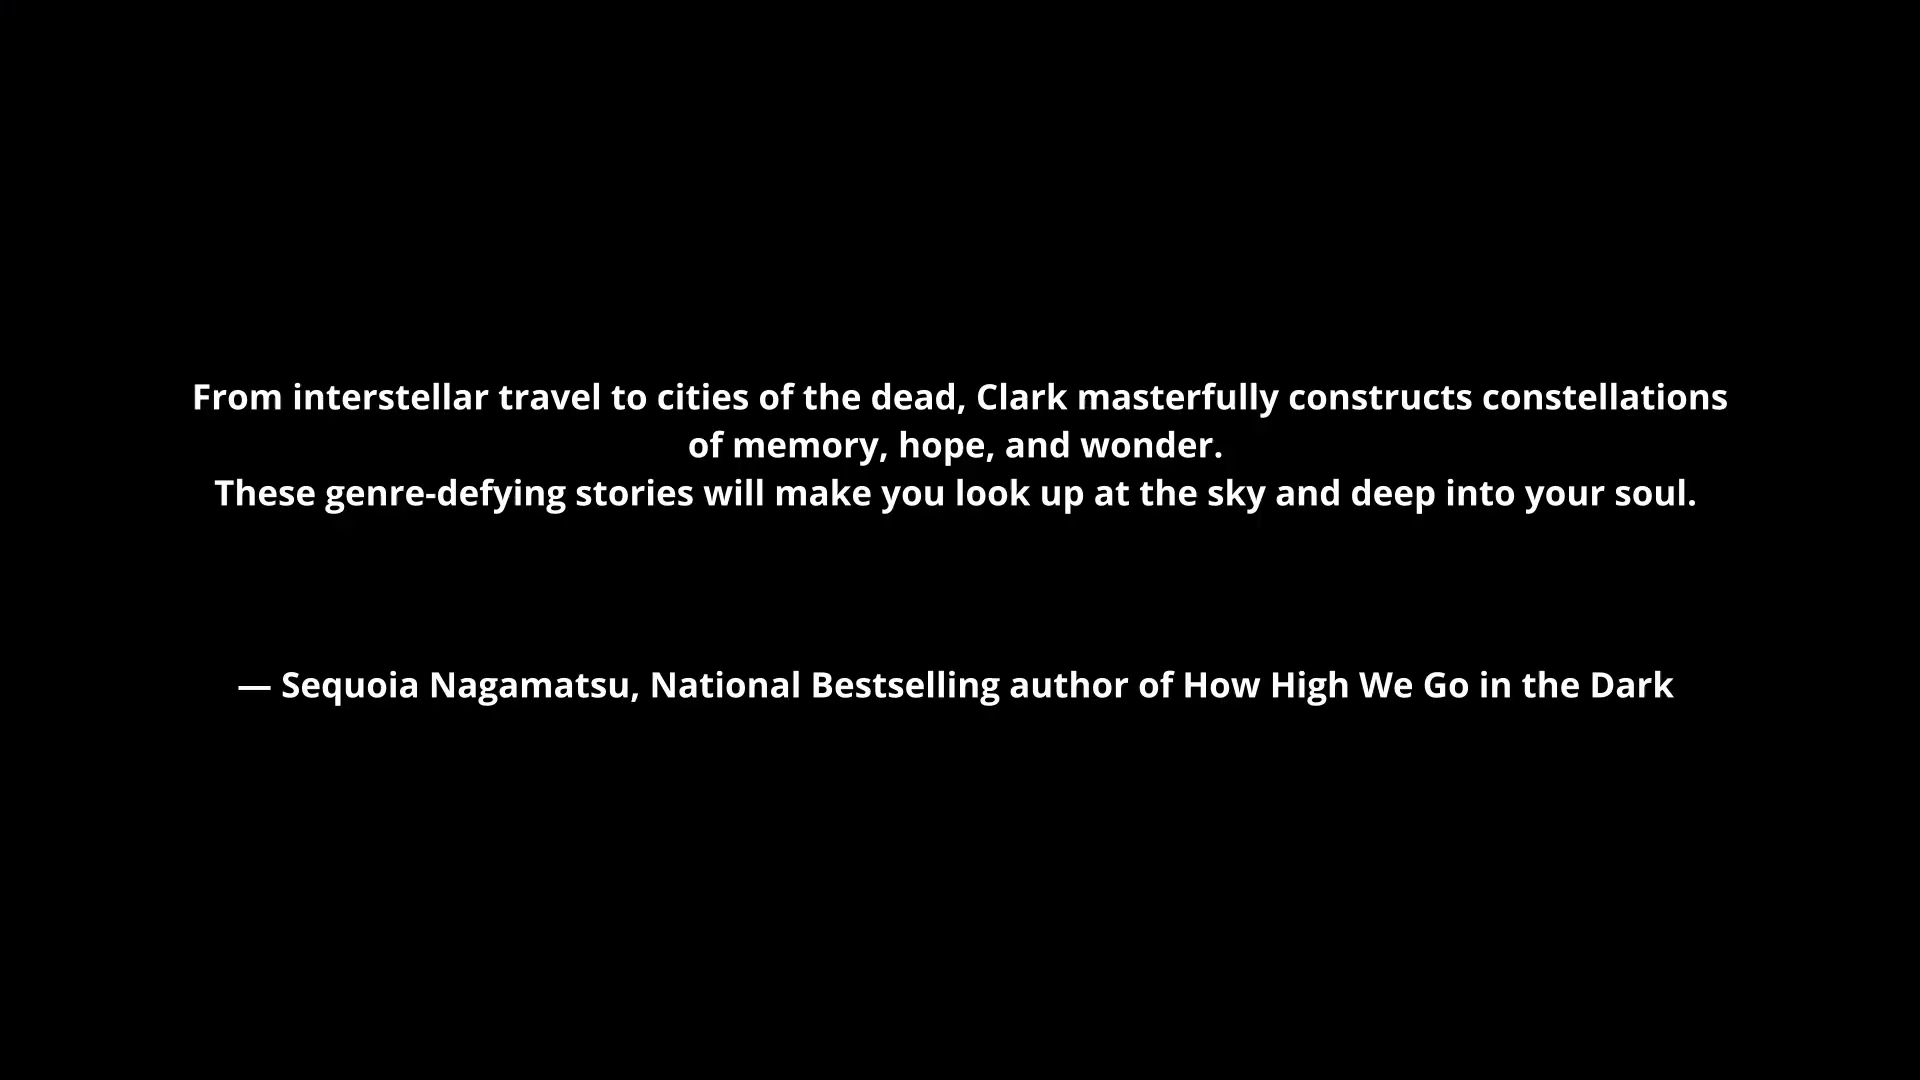 From interstellar travel to cities of the dead, Clark masterfully constructs constellations
of memory, hope, and wonder.
These genre-defying stories will make you look up at the sky and deep into your soul.
— Sequoia Nagamatsu, National Bestselling author of How High We Go in the Dark